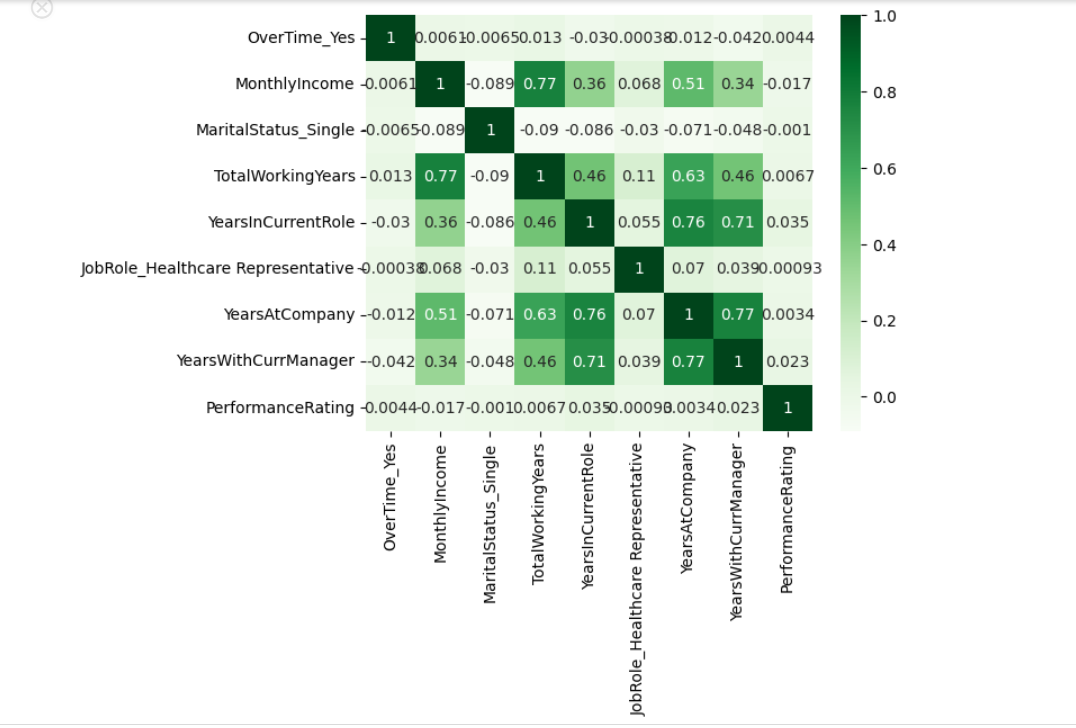 1.0
OverTime_Yes 1 0.0061 -0.0065 0.013 -0.03 -0.00038 -0.012 -0.042 0.0044
MonthlyIncome 0.0061 1 -0.089 0.77 0.36 0.068 0.51 0.34 -0.017
0.8
MaritalStatus_Single -0.0065 -0.089 1 -0.09 -0.086 -0.03 -0.071 -0.048 -0.001
TotalWorkingYears 0.013 0.77 -0.09 1 0.46 0.11 0.63 0.46 0.0067
0.6
YearsInCurrentRole -0.03 0.36 -0.086 0.46 1 0.055 0.76 0.71 0.035
0.4
JobRole_Healthcare Representative -0.00038 0.068 -0.03 0.11 0.055 1 0.07 0.039 -0.00093
YearsAtCompany -0.012 0.51 -0.071 0.63 0.76 0.07 1 0.77 0.0034
0.2
YearsWithCurrManager -0.042 0.34 -0.048 0.46 0.71 0.039 0.77 1 0.023
0.0
PerformanceRating 0.0044 -0.017 -0.001 0.0067 0.035 -0.00093 0.0034 0.023 1
OverTime_Yes
MonthlyIncome
MaritalStatus_Single
TotalWorkingYears
YearsInCurrentRole
JobRole_Healthcare Representative
YearsAtCompany
YearsWithCurrManager
PerformanceRating